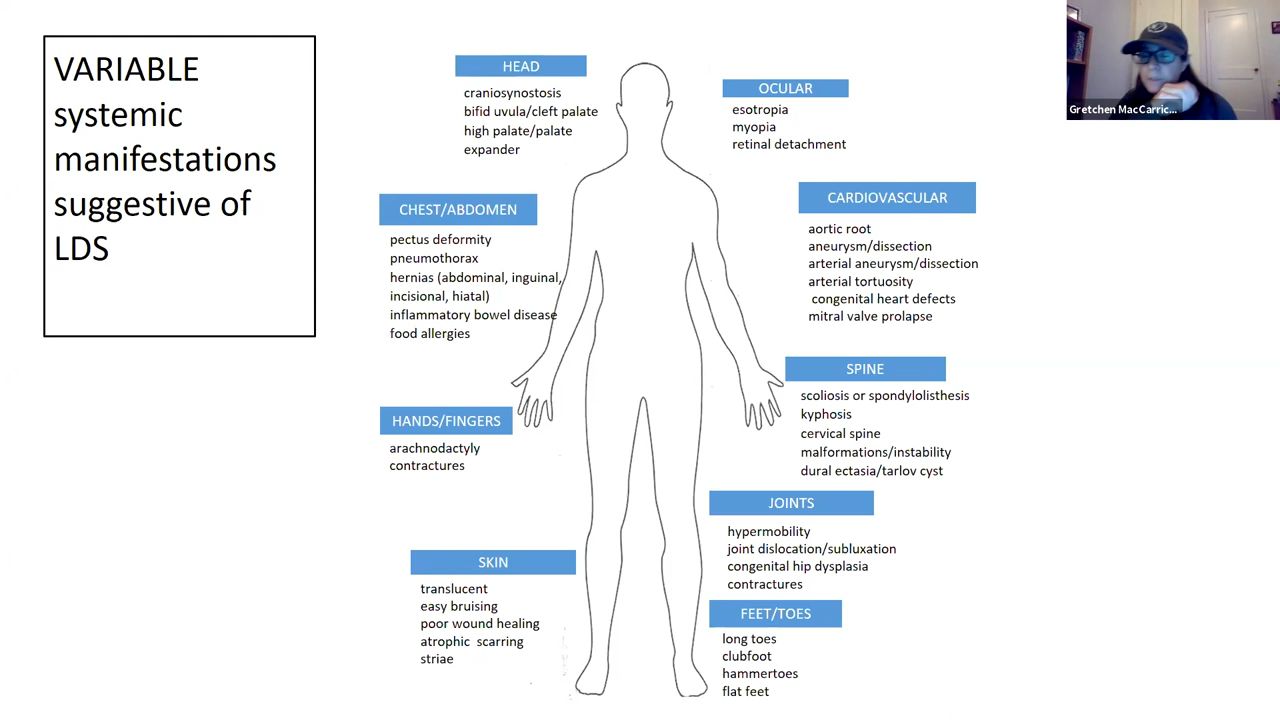 VARIABLE
systemic
manifestations
suggestive of
LDS
HEAD
craniosynostosis
bifid uvula/cleft palate
high palate/palate
expander
OCULAR
esotropia
myopia
retinal detachment
CHEST/ABDOMEN
pectus deformity
pneumothorax
hernias (abdominal, inguinal,
incisional, hiatal)
inflammatory bowel disease
food allergies
CARDIOVASCULAR
aortic root
aneurysm/dissection
arterial aneurysm/dissection
arterial tortuosity
congenital heart defects
mitral valve prolapse
SPINE
scoliosis or spondylolisthesis
kyphosis
cervical spine
malformations/instability
dural ectasia/tarlov cyst
HANDS/FINGERS
arachnodactyly
contractures
JOINTS
hypermobility
joint dislocation/subluxation
congenital hip dysplasia
contractures
SKIN
translucent
easy bruising
poor wound healing
atrophic scarring
striae
FEET/TOES
long toes
clubfoot
hammertoes
flat feet
Gretchen MacCarric...